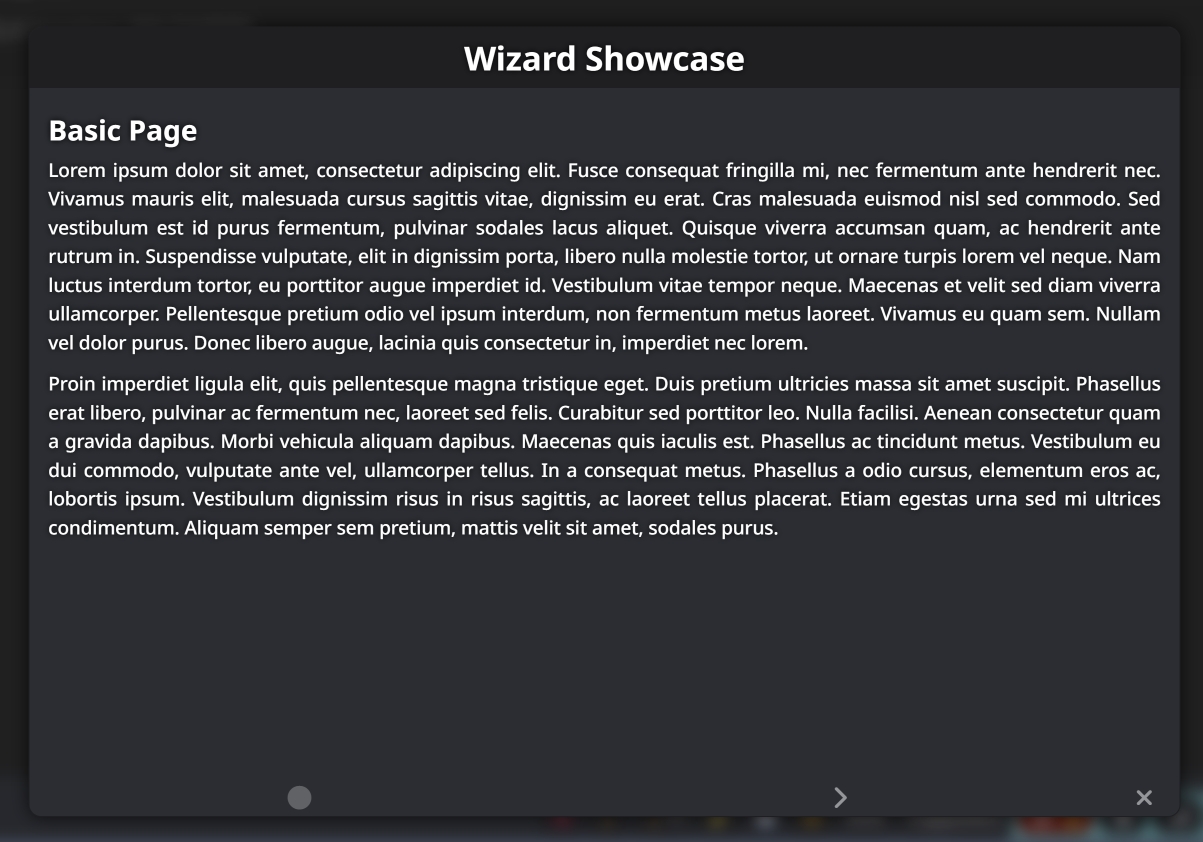 Wizard Showcase
Basic Page
Lorem ipsum dolor sit amet, consectetur adipiscing elit. Fusce consequat fringilla mi, nec fermentum ante hendrerit nec.
Vivamus mauris elit, malesuada cursus sagittis vitae, dignissim eu erat. Cras malesuada euismod nisl sed commodo. Sed
vestibulum est id purus fermentum, pulvinar sodales lacus aliquet. Quisque viverra accumsan quam, ac hendrerit ante
rutrum in. Suspendisse vulputate, elit in dignissim porta, libero nulla molestie tortor, ut ornare turpis lorem vel neque. Nam
luctus interdum tortor, eu porttitor augue imperdiet id. Vestibulum vitae tempor neque. Maecenas et velit sed diam viverra
ullamcorper. Pellentesque pretium odio vel ipsum interdum, non fermentum metus laoreet. Vivamus eu quam sem. Nullam
vel dolor purus. Donec libero augue, lacinia quis consectetur in, imperdiet nec lorem.
Proin imperdiet ligula elit, quis pellentesque magna tristique eget. Duis pretium ultricies massa sit amet suscipit. Phasellus
erat libero, pulvinar ac fermentum nec, laoreet sed felis. Curabitur sed porttitor leo. Nulla facilisi. Aenean consectetur quam
a gravida dapibus. Morbi vehicula aliquam dapibus. Maecenas quis iaculis est. Phasellus ac tincidunt metus. Vestibulum eu
dui commodo, vulputate ante vel, ullamcorper tellus. In a consequat metus. Phasellus a odio cursus, elementum eros ac,
lobortis ipsum. Vestibulum dignissim risus in risus sagittis, ac laoreet tellus placerat. Etiam egestas urna sed mi ultrices
condimentum. Aliquam semper sem pretium, mattis velit sit amet, sodales purus.